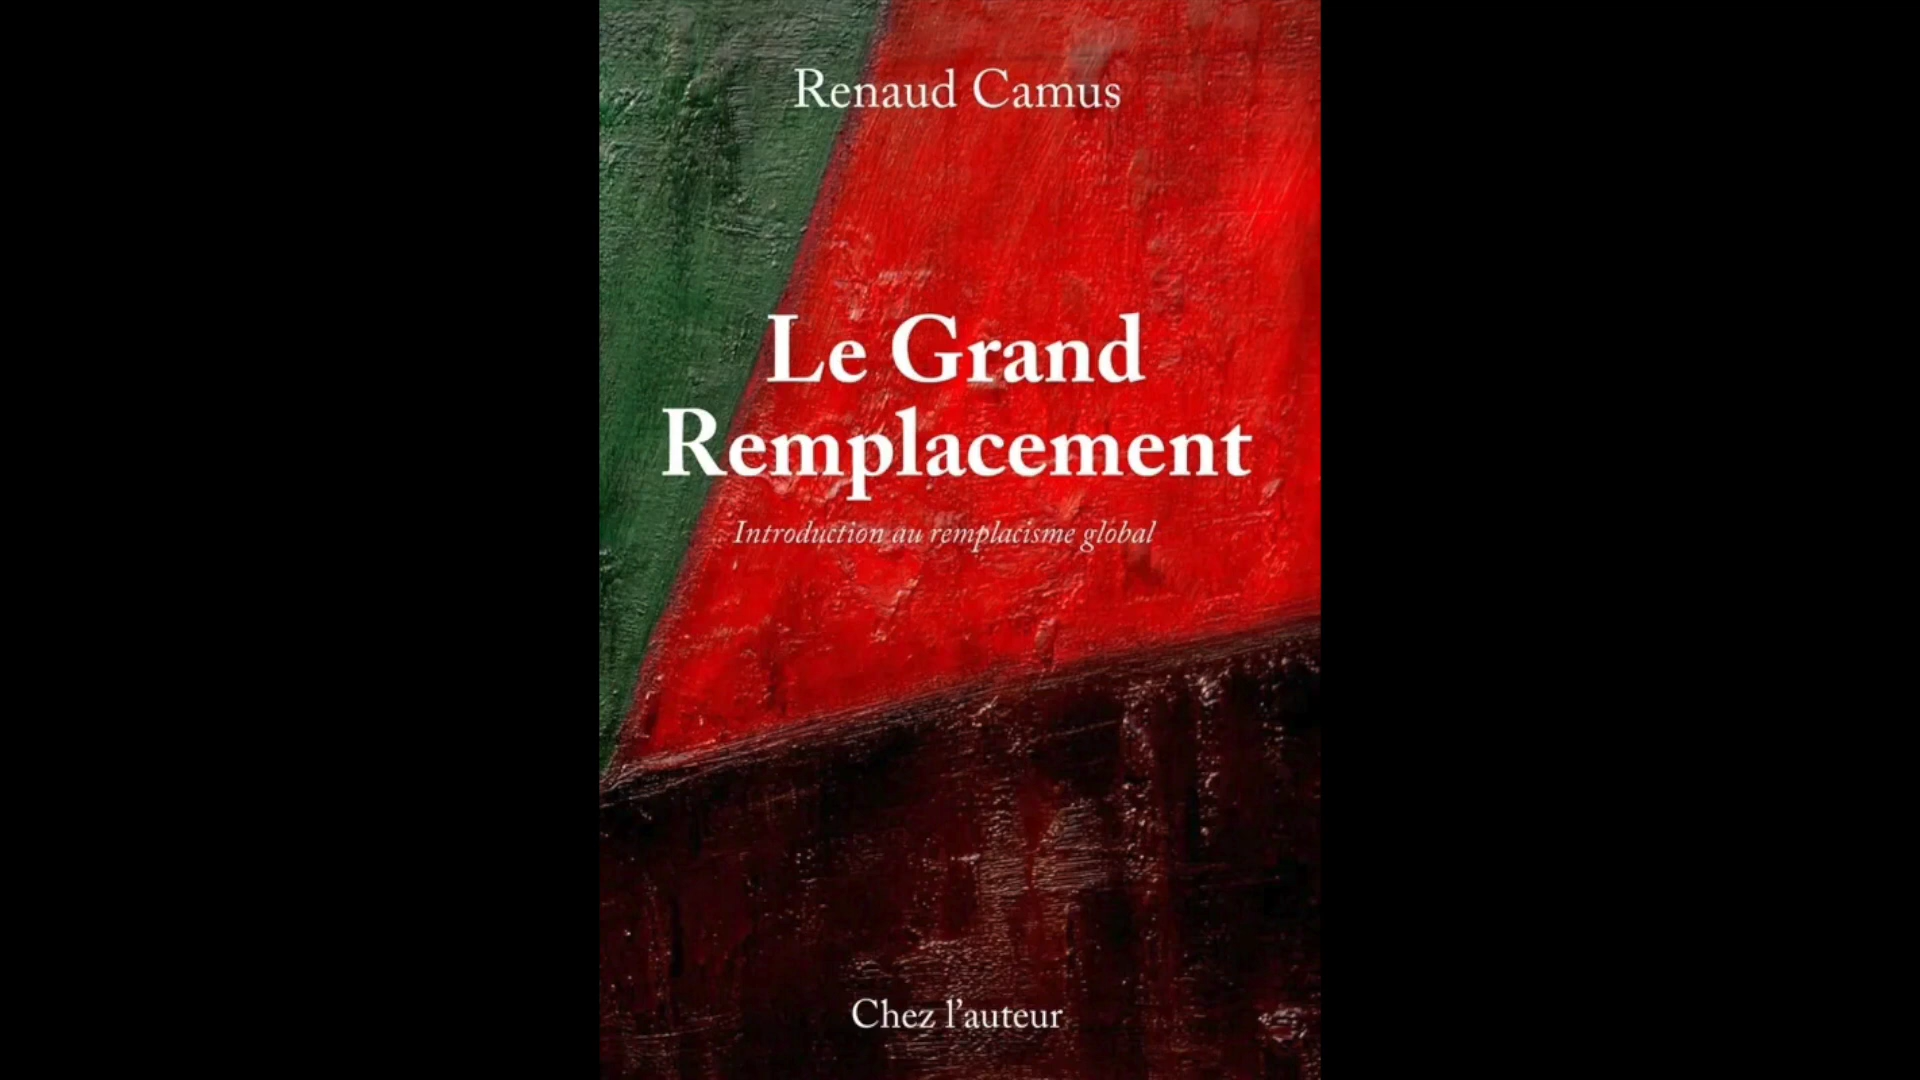 Renaud Camus
Le Grand
Remplacement
Introduction au remplacisme global
Chez l'auteur